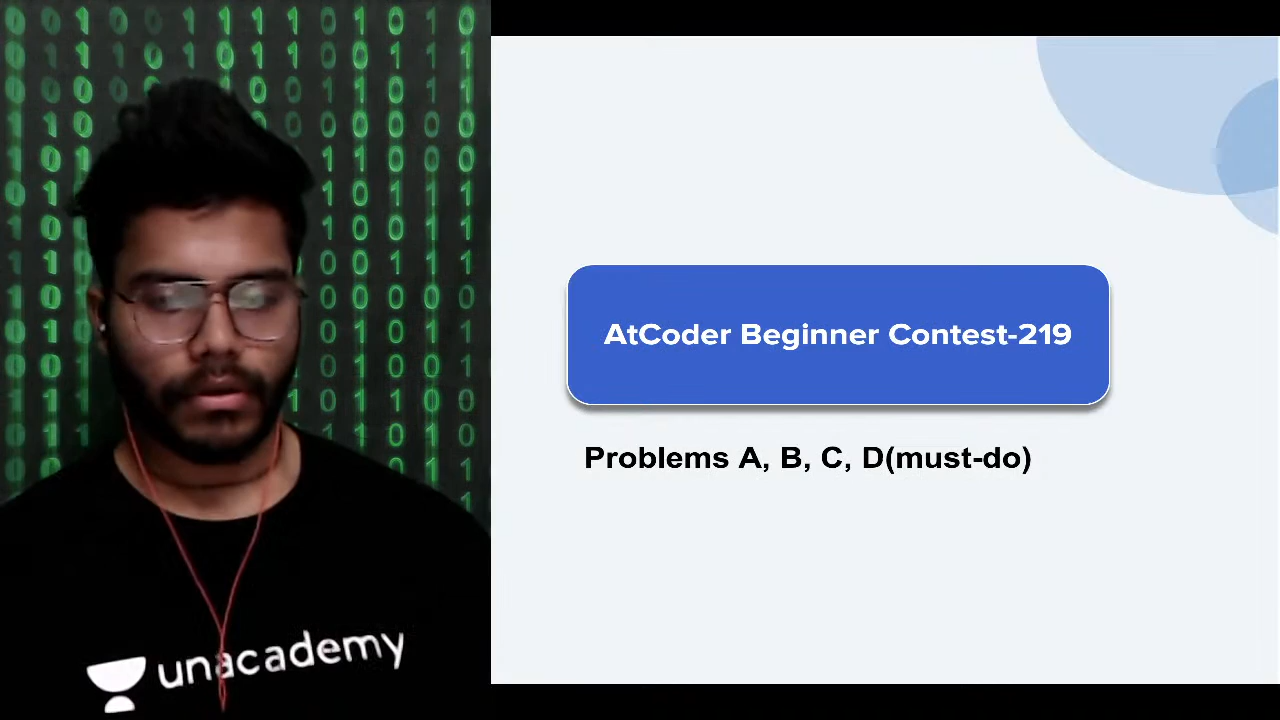 AtCoder Beginner Contest-219
Problems A, B, C, D(must-do)
unacademy